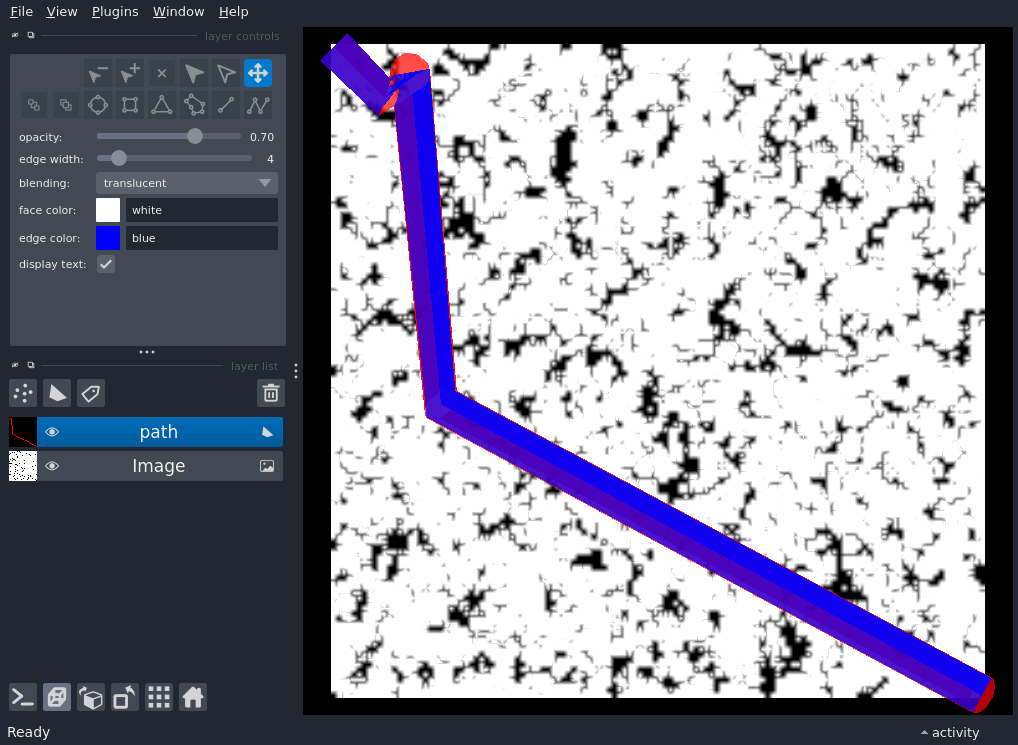 File View Plugins Window Help
layer controls
opacity: 0.70
edge width: 4
blending: translucent
face color: white
edge color: blue
display text:
layer list
path
Image
Ready activity